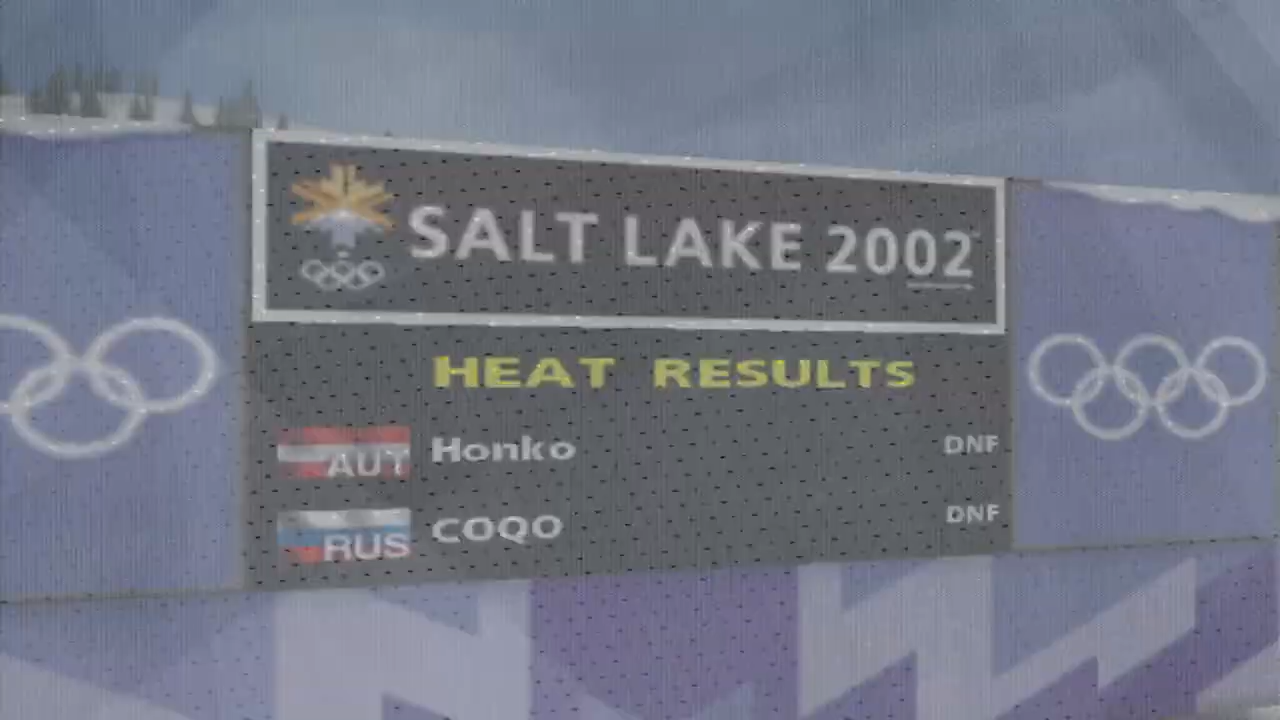 SALT LAKE 2002
HEAT RESULTS
AUT Honko DNF
RUS COQO DNF